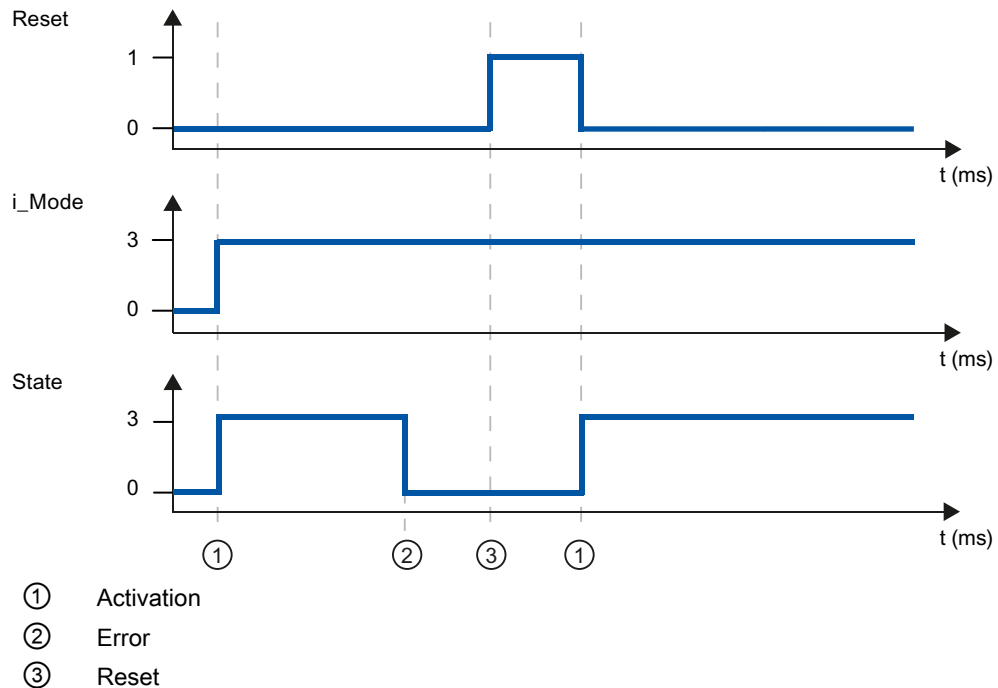 Reset
1
0
t (ms)
i_Mode
3
0
t (ms)
State
3
0
t (ms)
① ② ③ ①
① Activation
② Error
③ Reset